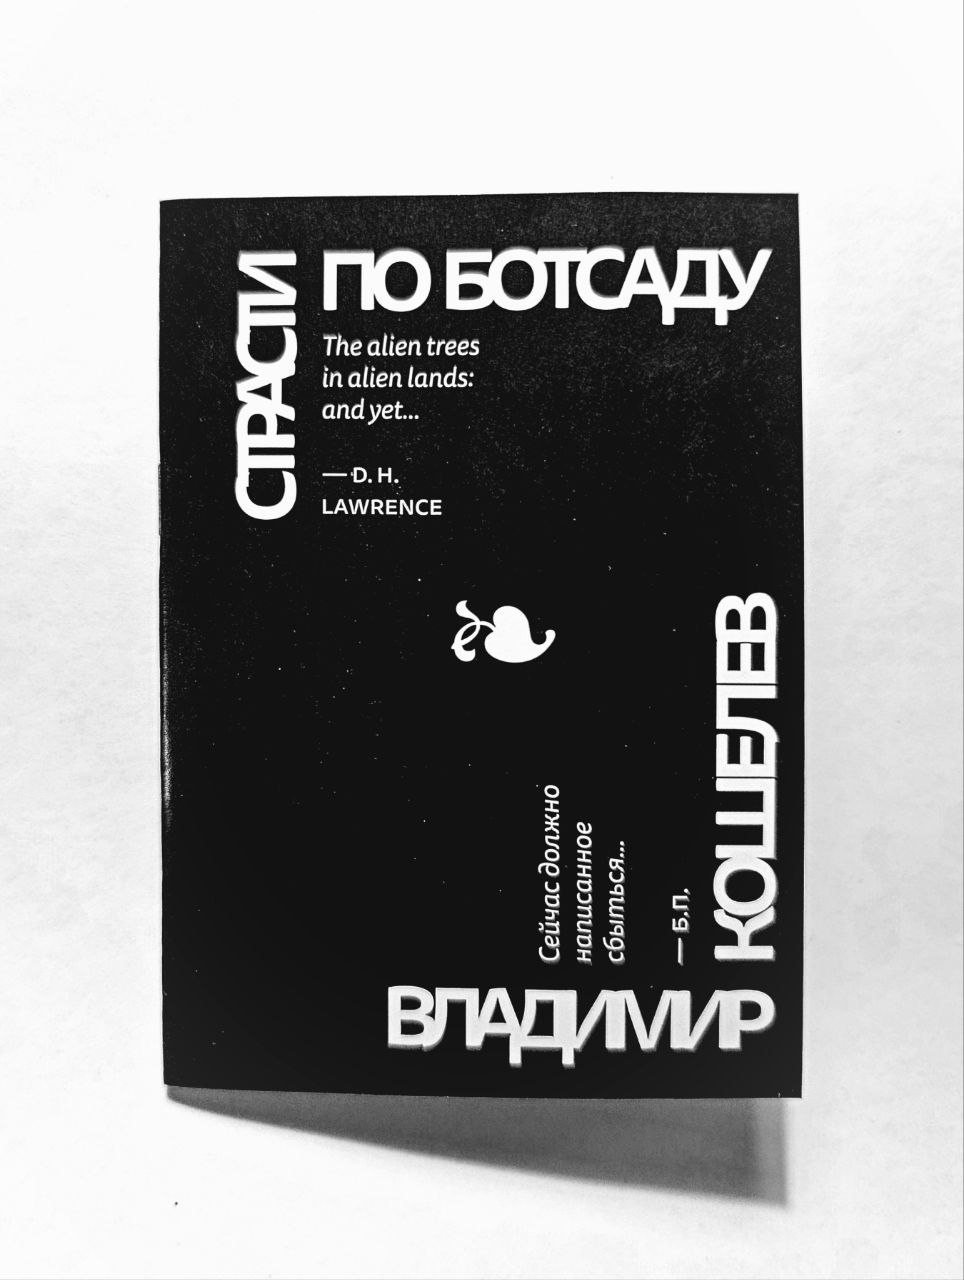 СТРАСТИ
ПО БОТСАДУ
The alien trees
in alien lands:
and yet...
— D. H.
LAWRENCE
Сейчас должно
написанное
сбыться...
— Б.П.
ВЛАДИМИР
КОШЕЛЕВ